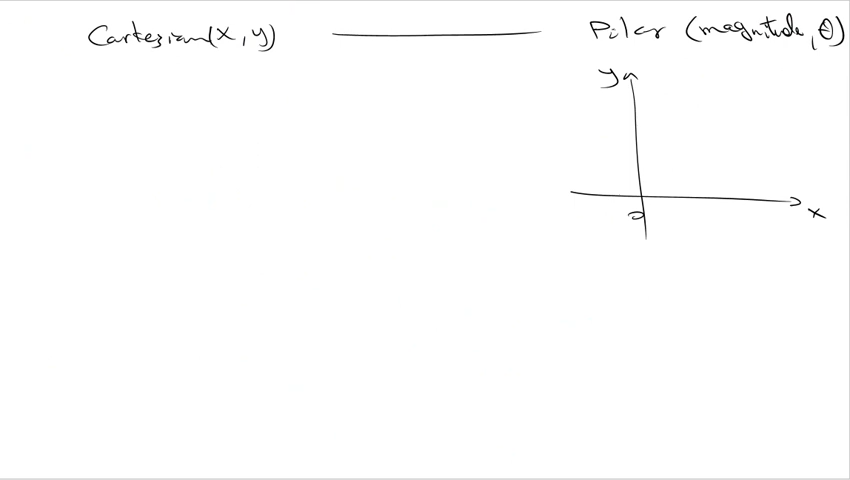 Cartesian(x, y) Polar (magnitude, θ)
y
0
x